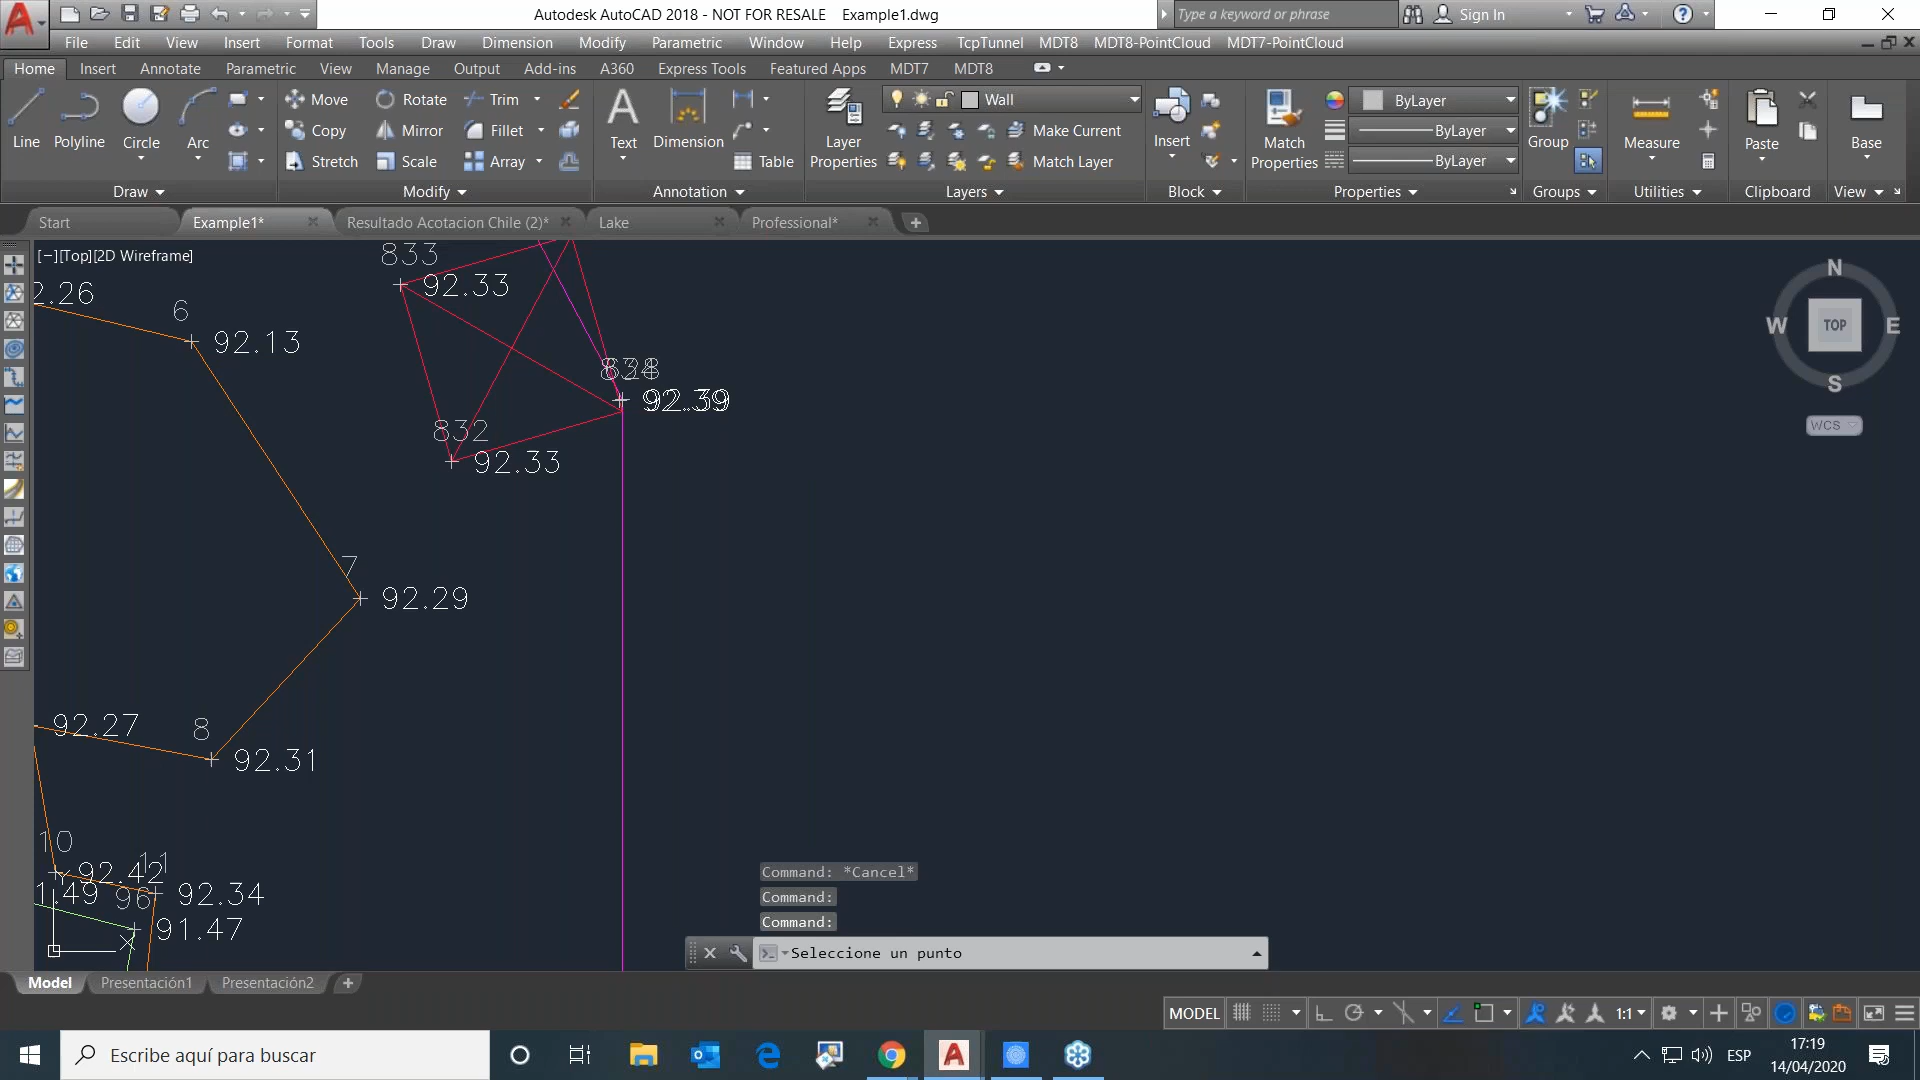 Autodesk AutoCAD 2018 - NOT FOR RESALE Example1.dwg
Type a keyword or phrase
Sign In
File Edit View Insert Format Tools Draw Dimension Modify Parametric Window Help Express TcpTunnel MDT8 MDT8-PointCloud MDT7-PointCloud
Home Insert Annotate Parametric View Manage Output Add-ins A360 Express Tools Featured Apps MDT7 MDT8
Line Polyline Circle Arc
Move Rotate Trim
Copy Mirror Fillet
Stretch Scale Array
Text Dimension Table
Layer Properties
Wall
Make Current
Match Layer
Insert
Match Properties
ByLayer
ByLayer
ByLayer
Group
Measure
Paste
Base
Draw Modify Annotation Layers Block Properties Groups Utilities Clipboard View
Start Example1* Resultado Acotacion Chile (2)* Lake Professional*
[−][Top][2D Wireframe]
833
92.33
2.26
6
92.13
92.39
832
92.33
7
92.29
92.27
8
92.31
10
92.42
11
1.49
96
92.34
91.47
Y
X
N
W
TOP
E
S
WCS
Command: *Cancel*
Command:
Command:
Seleccione un punto
Model Presentación1 Presentación2
MODEL
1:1
Escribe aquí para buscar
ESP
17:19
14/04/2020